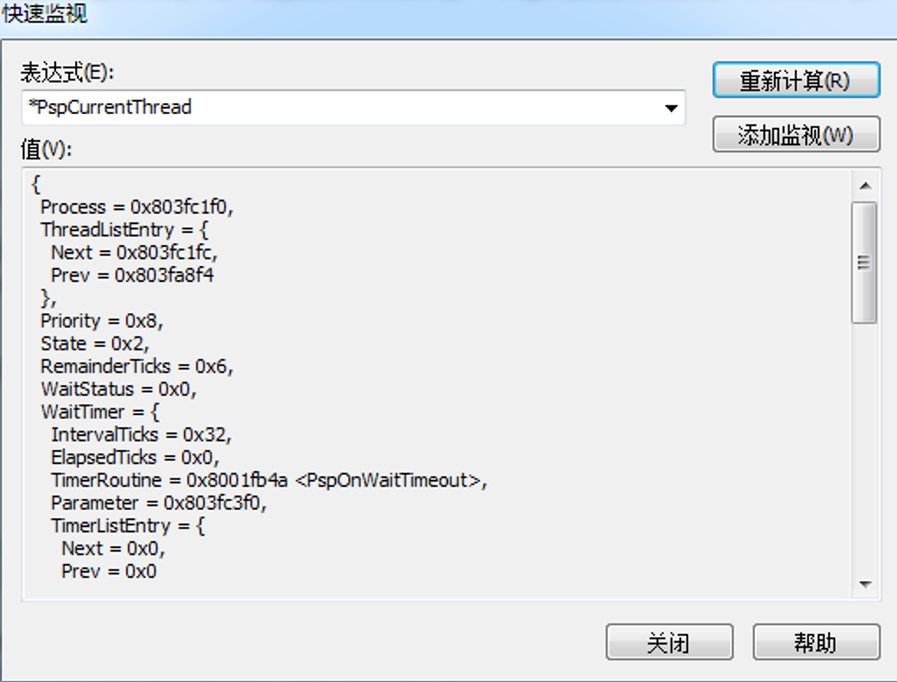 快速监视
表达式(E):
*PspCurrentThread
重新计算(R)
添加监视(W)
值(V):
{
Process = 0x803fc1f0,
ThreadListEntry = {
Next = 0x803fc1fc,
Prev = 0x803fa8f4
},
Priority = 0x8,
State = 0x2,
RemainderTicks = 0x6,
WaitStatus = 0x0,
WaitTimer = {
IntervalTicks = 0x32,
ElapsedTicks = 0x0,
TimerRoutine = 0x8001fb4a <PspOnWaitTimeout>,
Parameter = 0x803fc3f0,
TimerListEntry = {
Next = 0x0,
Prev = 0x0
关闭
帮助